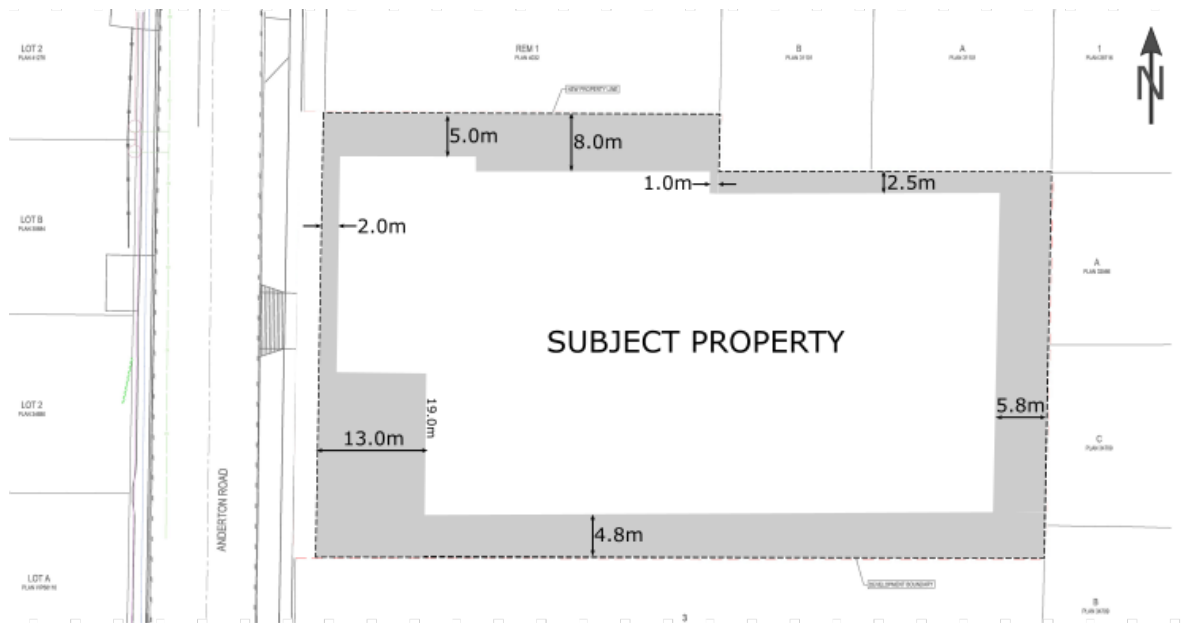 LOT 2
REM 1
B
A
1
N
NEW PROPERTY LINE
5.0m
8.0m
1.0m
2.5m
LOT B
2.0m
A
SUBJECT PROPERTY
LOT 2
19.0m
5.8m
13.0m
C
ANDERTON ROAD
4.8m
LOT A
DEVELOPMENT BOUNDARY
B
3